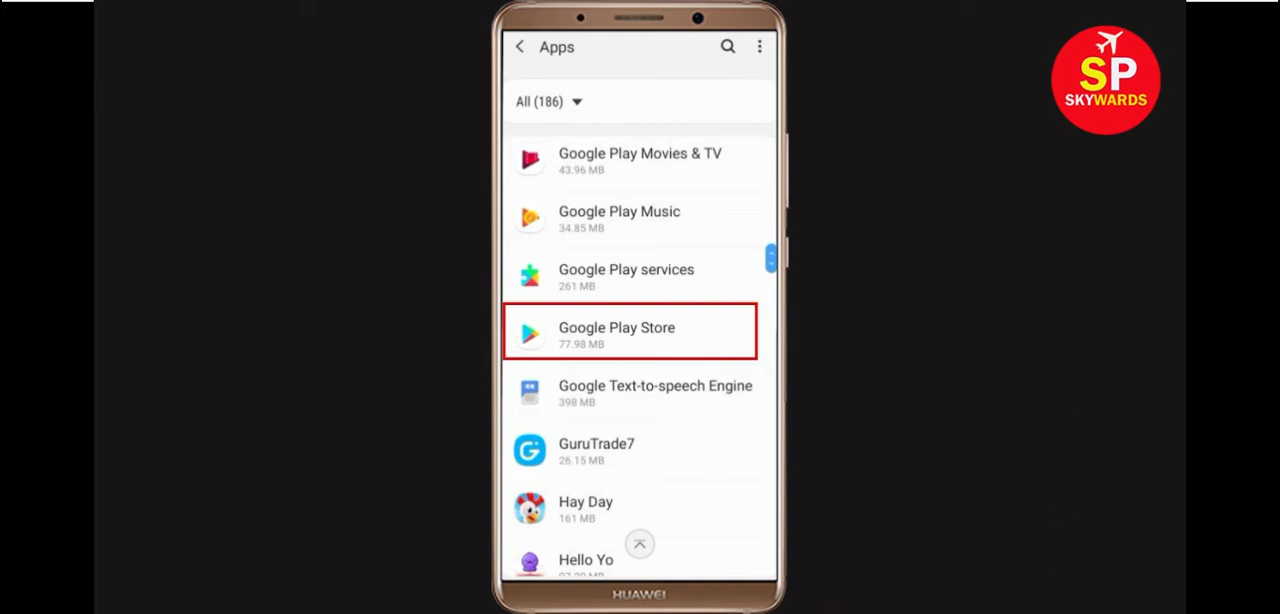 Apps
All (186)
Google Play Movies & TV
43.96 MB
Google Play Music
34.85 MB
Google Play services
261 MB
Google Play Store
77.98 MB
Google Text-to-speech Engine
398 MB
GuruTrade7
26.15 MB
Hay Day
161 MB
Hello Yo
HUAWEI
SP
SKYWARDS